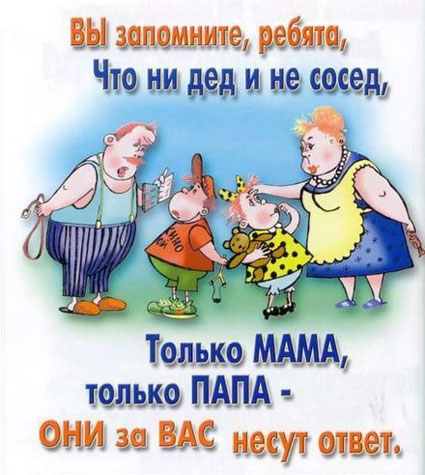 ВЫ запомните, ребята,
Что ни дед и не сосед,
Только МАМА,
только ПАПА -
ОНИ за ВАС несут ответ.